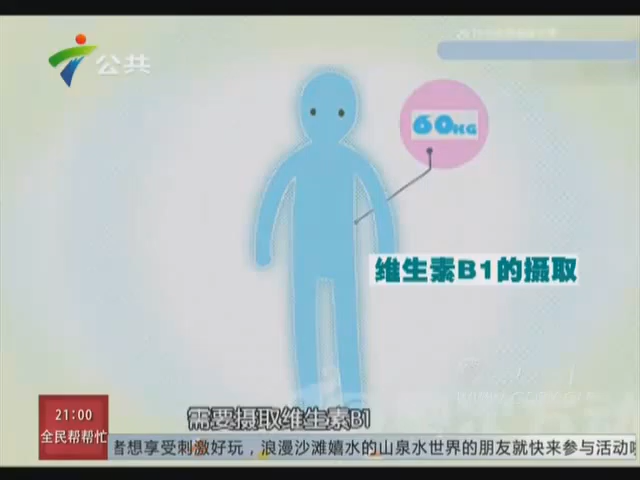 公共
60KG
维生素B1的摄取
需要摄取维生素B1
21:00
全民帮帮忙
者想享受刺激好玩，浪漫沙滩嬉水的山泉水世界的朋友就快来参与活动吧